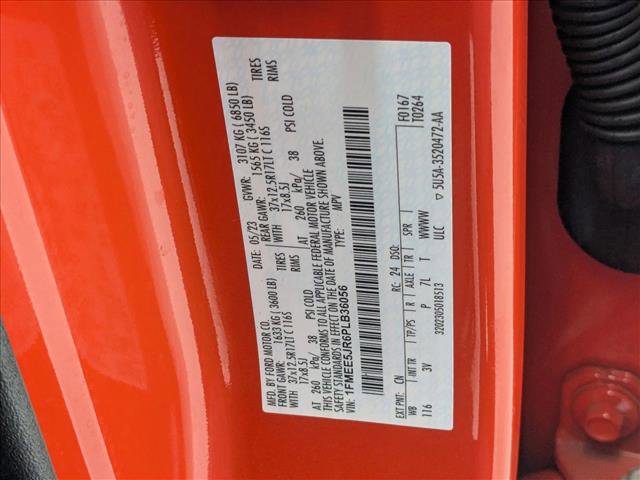 MFD. BY FORD MOTOR CO.
DATE: 05/23 GVWR: 3107 KG ( 6850 LB)
FRONT GAWR: 1633 KG ( 3600 LB) REAR GAWR: 1565 KG ( 3450 LB)
WITH 37x12.5R17LT C 116S TIRES WITH 37x12.5R17LT C 116S TIRES
17x8.5J RIMS 17x8.5J RIMS
AT 260 kPa/ 38 PSI COLD AT 260 kPa/ 38 PSI COLD
THIS VEHICLE CONFORMS TO ALL APPLICABLE FEDERAL MOTOR VEHICLE
SAFETY STANDARDS IN EFFECT ON THE DATE OF MANUFACTURE SHOWN ABOVE.
VIN: 1FMEE5JR6PLB36056 TYPE: MPV
F0167
T0264
3202305018513
EXT PNT: CN RC: 24 DSO:
WB INT TR TP/PS R AXLE TR SPR
116 3V P 7L T WWWW
ULC
▽ 5U5A-3520472-AA